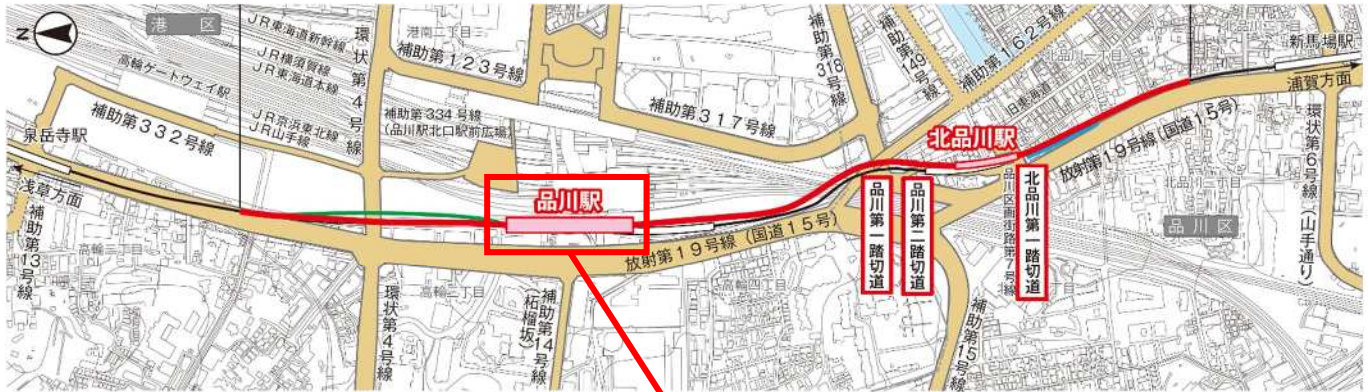 N
港 区
JR東海道新幹線
JR横須賀線
JR東海道本線
高輪ゲートウェイ駅
JR京浜東北線
JR山手線
泉岳寺駅
補助第332号線
浅草方面
補助第13号線
環状第4号線
港南二丁目
補助第123号線
補助第334号線
(品川駅北口駅前広場)
補助第317号線
品川駅
放射第19号線(国道15号)
環状第4号線
高輪三丁目
補助第14号線
(柘榴坂)
高輪四丁目
補助第318号線
補助第149号線
補助第162号線
北品川一丁目
旧東海道
北品川駅
品川第一踏切道
品川第二踏切道
北品川第一踏切道
品川区画街路第7号線
補助第15号線
放射第19号線(国道15号)
北品川二丁目
品川区
新馬場駅
浦賀方面
環状第6号線(山手通り)